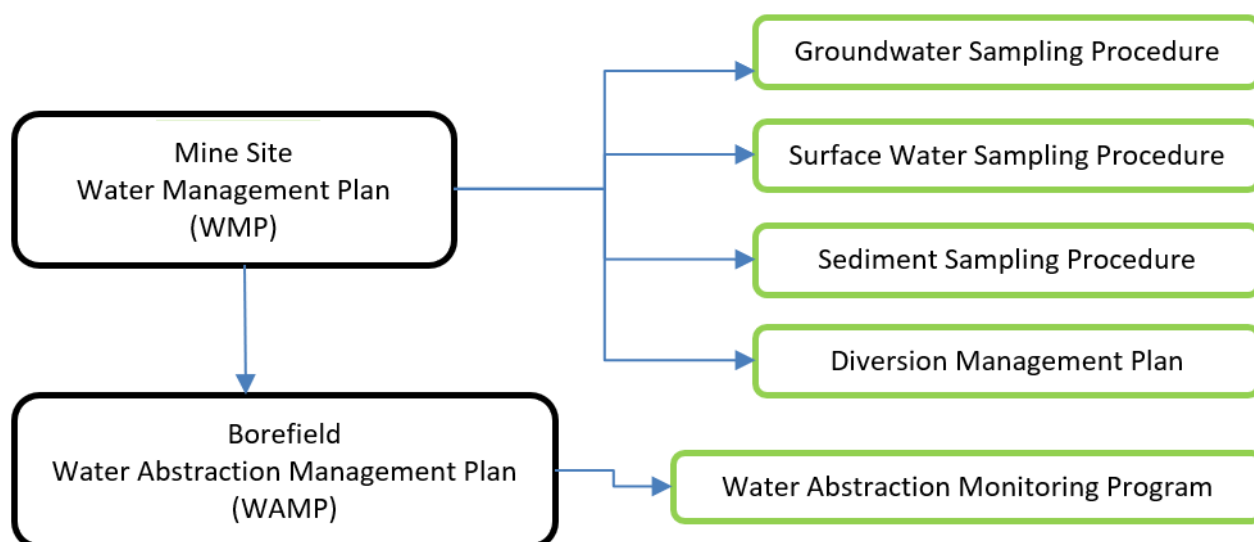 Mine Site
Water Management Plan
(WMP)
Groundwater Sampling Procedure
Surface Water Sampling Procedure
Sediment Sampling Procedure
Diversion Management Plan
Borefield
Water Abstraction Management Plan
(WAMP)
Water Abstraction Monitoring Program